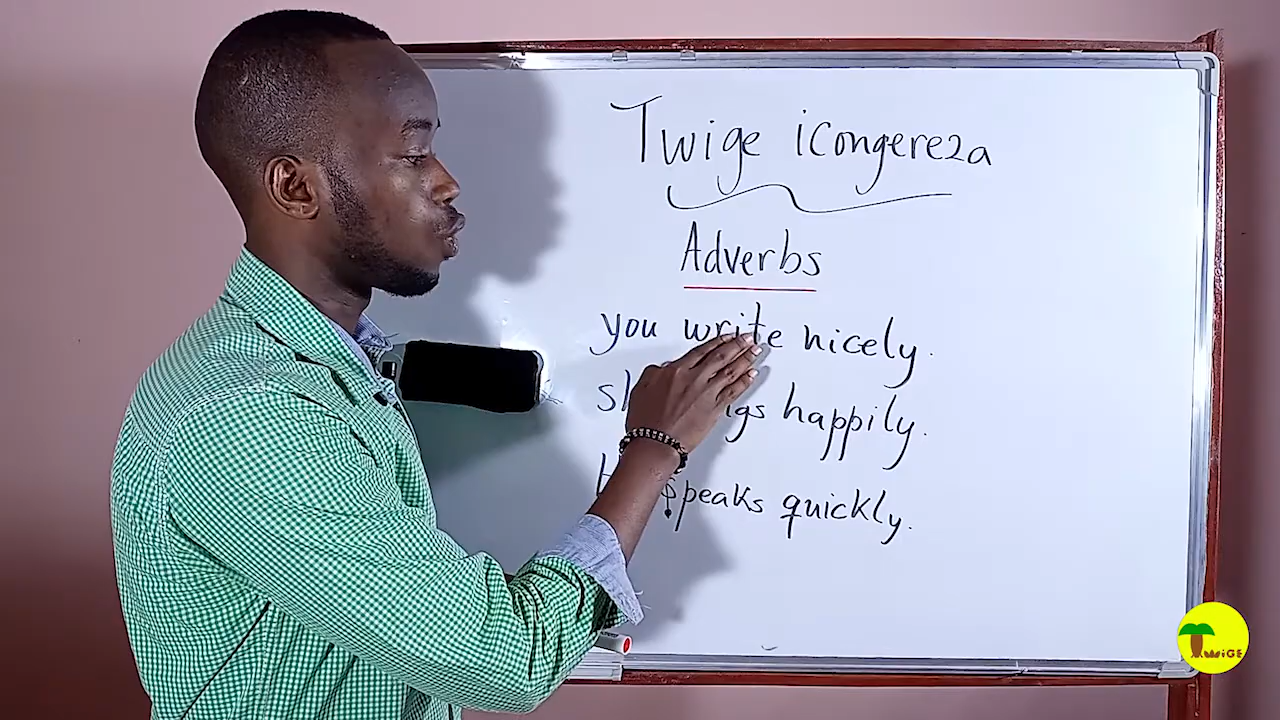 Twige icongereza
Adverbs
you write nicely.
happily.
speaks quickly.
TWIGE